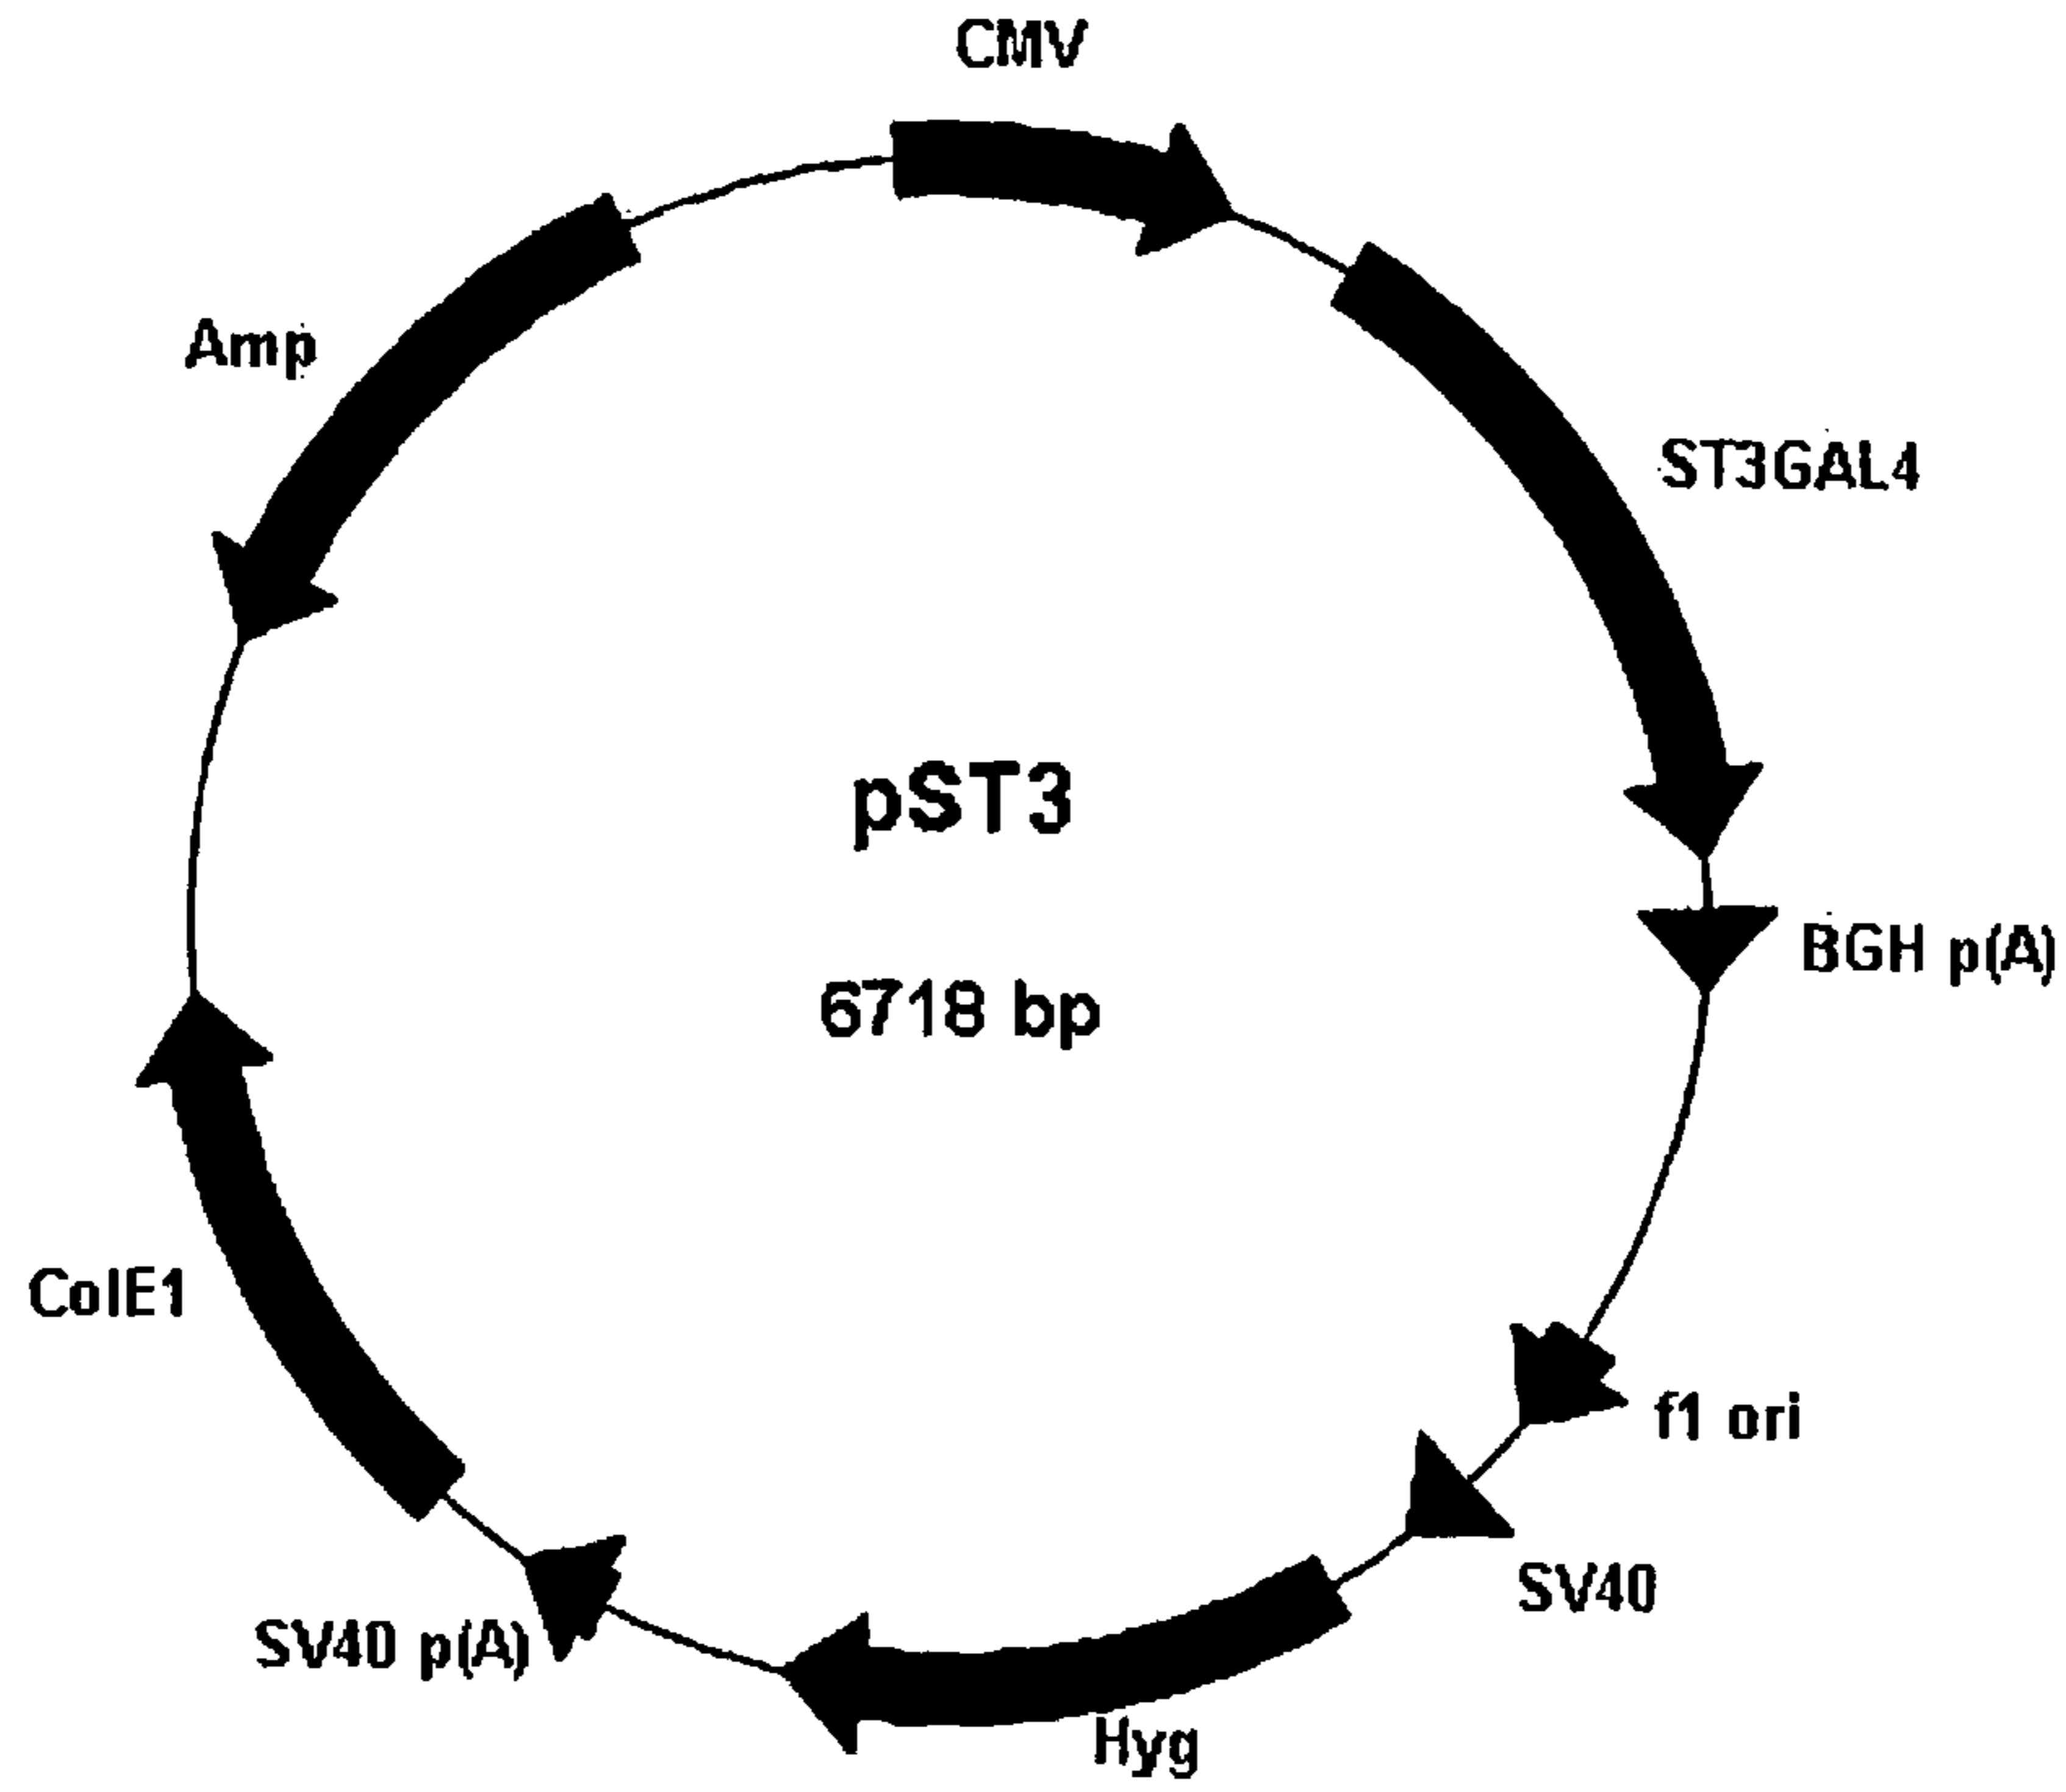 CMV
Amp
ST3GAL4
pST3
BGH p(A)
6718 bp
ColE1
f1 ori
SV40
SV40 p(A)
Hyg